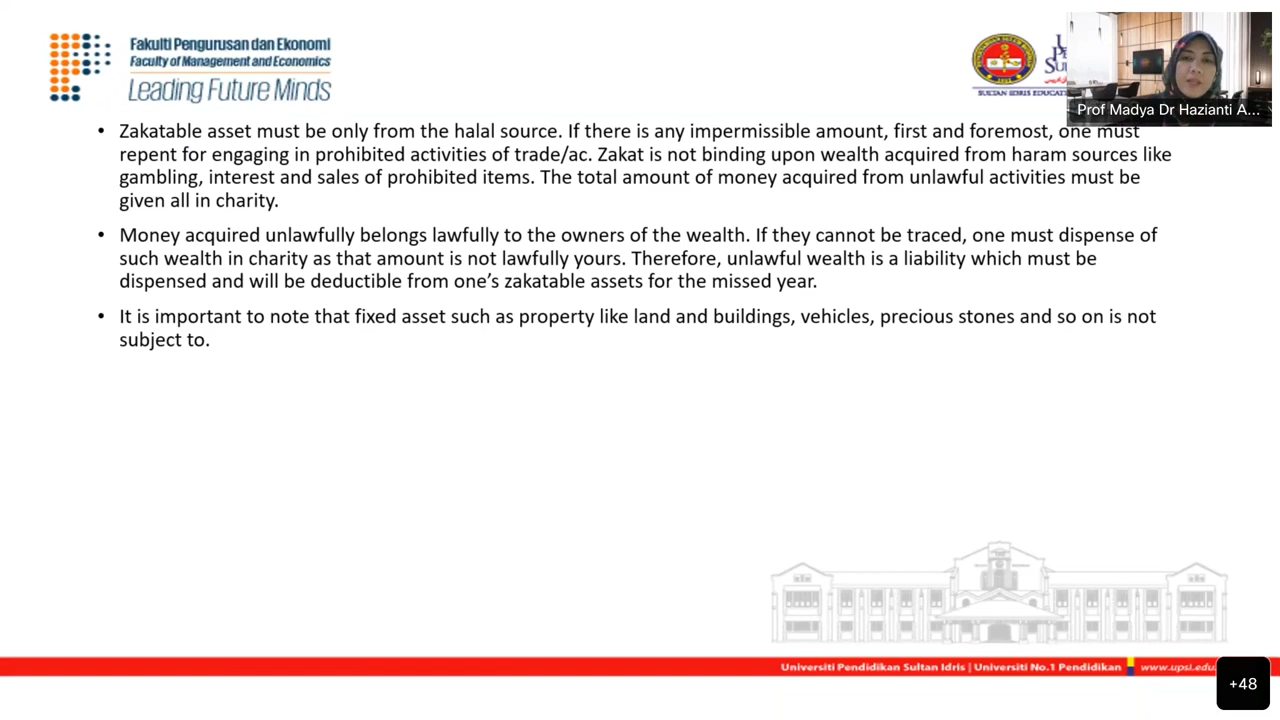 Fakulti Pengurusan dan Ekonomi
Faculty of Management and Economics
Leading Future Minds
SULTAN IDRIS EDUCAT
Prof Madya Dr Hazianti A...
• Zakatable asset must be only from the halal source. If there is any impermissible amount, first and foremost, one must
repent for engaging in prohibited activities of trade/ac. Zakat is not binding upon wealth acquired from haram sources like
gambling, interest and sales of prohibited items. The total amount of money acquired from unlawful activities must be
given all in charity.
• Money acquired unlawfully belongs lawfully to the owners of the wealth. If they cannot be traced, one must dispense of
such wealth in charity as that amount is not lawfully yours. Therefore, unlawful wealth is a liability which must be
dispensed and will be deductible from one’s zakatable assets for the missed year.
• It is important to note that fixed asset such as property like land and buildings, vehicles, precious stones and so on is not
subject to.
Universiti Pendidikan Sultan Idris | Universiti No.1 Pendidikan www.upsi.edu.
+48